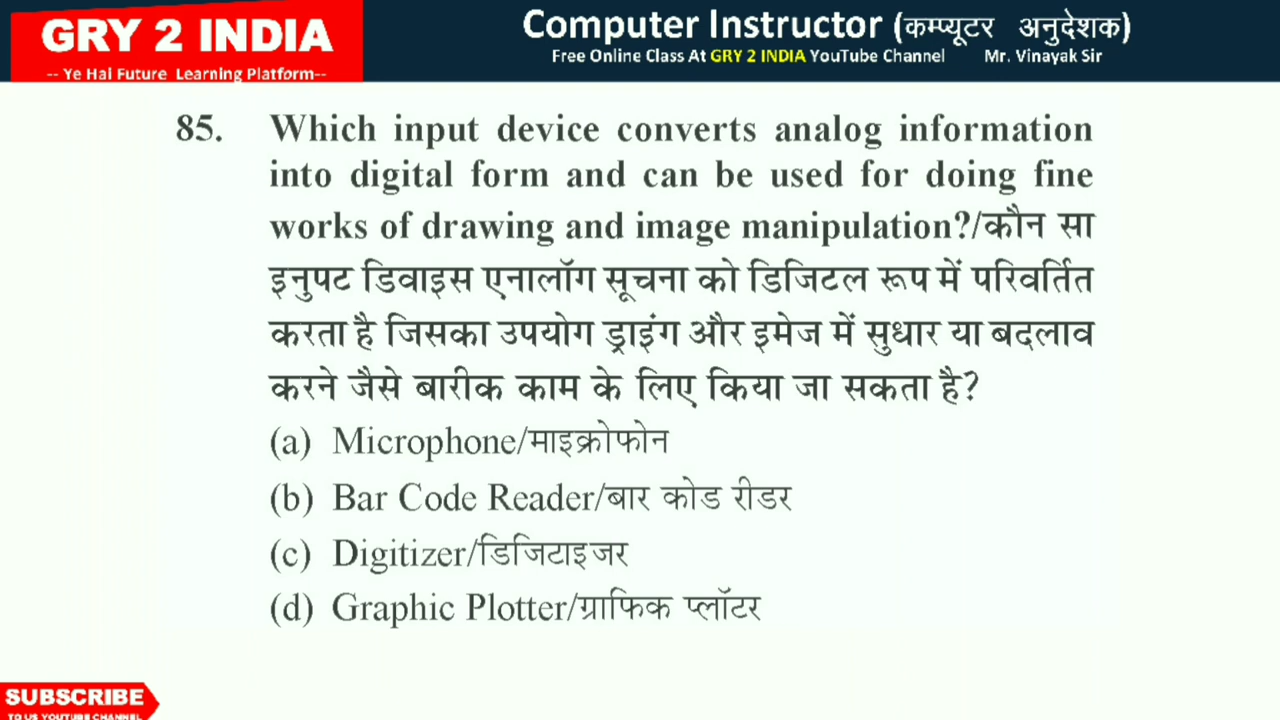 GRY 2 INDIA
-- Ye Hai Future Learning Platform--
Computer Instructor (कम्प्यूटर अनुदेशक)
Free Online Class At GRY 2 INDIA YouTube Channel Mr. Vinayak Sir
85. Which input device converts analog information
into digital form and can be used for doing fine
works of drawing and image manipulation?/कौन सा
इनुपट डिवाइस एनालॉग सूचना को डिजिटल रूप में परिवर्तित
करता है जिसका उपयोग ड्राइंग और इमेज में सुधार या बदलाव
करने जैसे बारीक काम के लिए किया जा सकता है?
(a) Microphone/माइक्रोफोन
(b) Bar Code Reader/बार कोड रीडर
(c) Digitizer/डिजिटाइजर
(d) Graphic Plotter/ग्राफिक प्लॉटर
SUBSCRIBE
TO US YOUTUBE CHANNEL